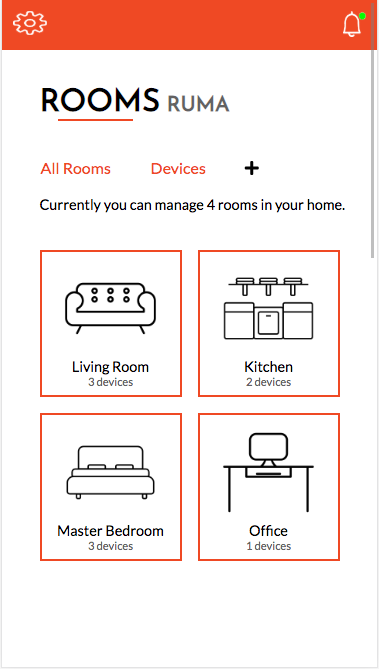 ROOMS RUMA
All Rooms Devices +
Currently you can manage 4 rooms in your home.
Living Room
3 devices
Kitchen
2 devices
Master Bedroom
3 devices
Office
1 devices